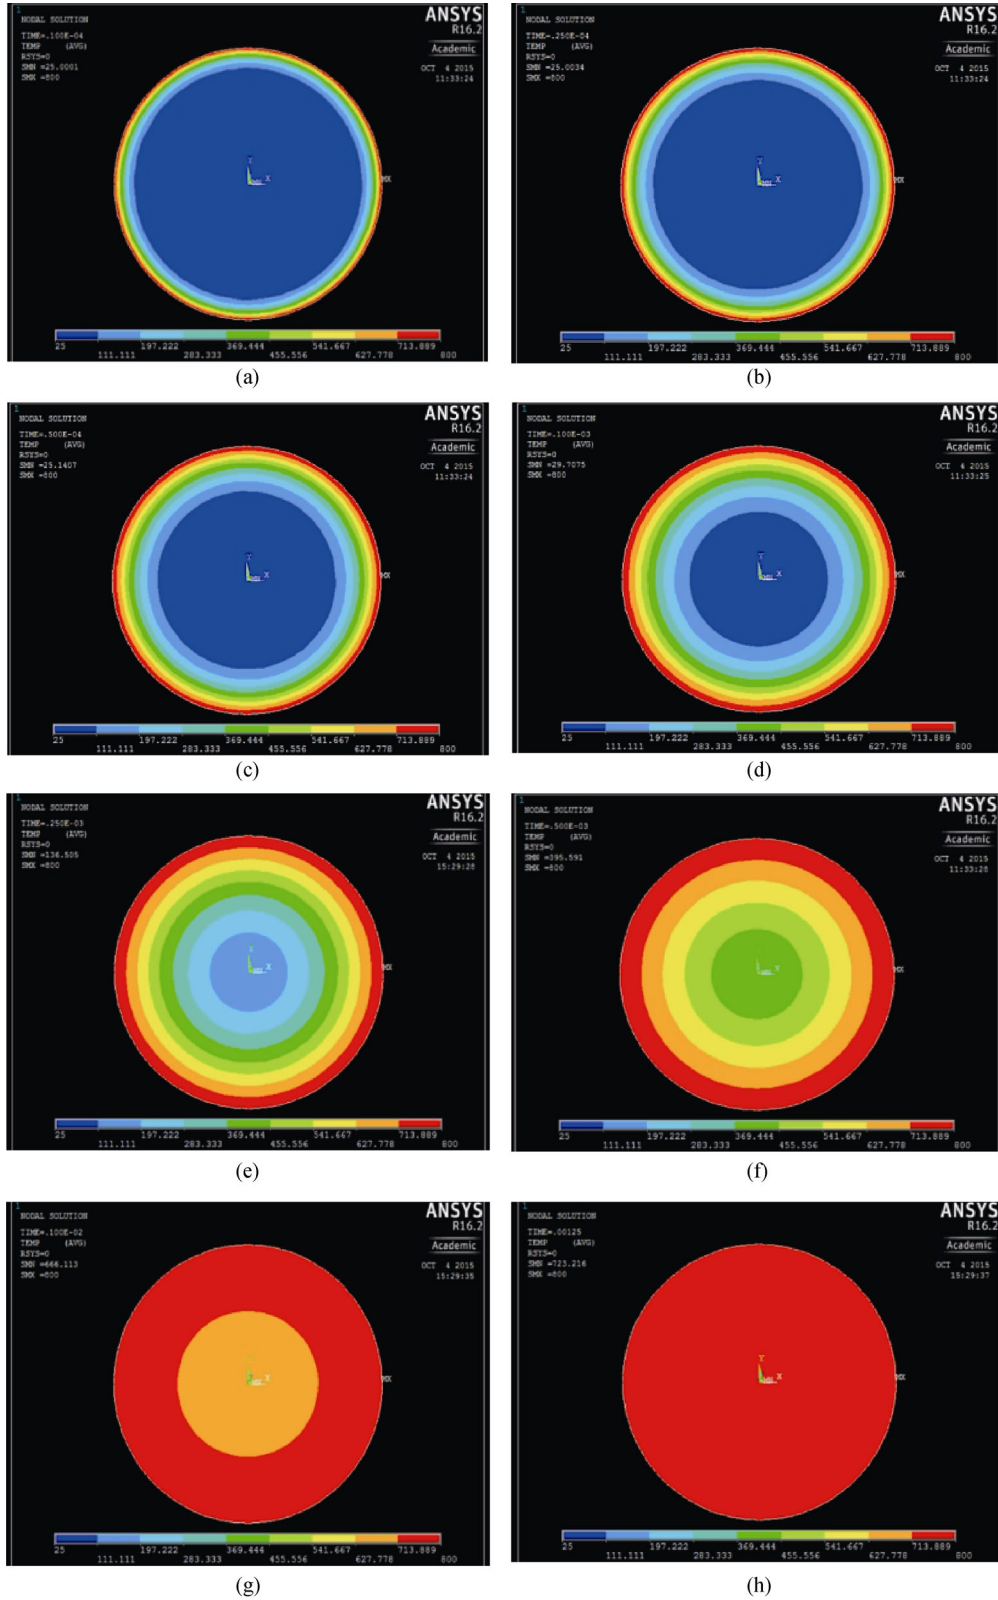 1
NODAL SOLUTION
TIME=.100E-04
TEMP (AVG)
RSYS=0
SMN =25.0001
SMX =800
ANSYS
R16.2
Academic
OCT 4 2015
11:33:24
Y
X
MX
25 197.222 369.444 541.667 713.889
111.111 283.333 455.556 627.778 800
(a)
1
NODAL SOLUTION
TIME=.250E-04
TEMP (AVG)
RSYS=0
SMN =25.0034
SMX =800
ANSYS
R16.2
Academic
OCT 4 2015
11:33:24
Y
X
MX
25 197.222 369.444 541.667 713.889
111.111 283.333 455.556 627.778 800
(b)
1
NODAL SOLUTION
TIME=.500E-04
TEMP (AVG)
RSYS=0
SMN =25.1407
SMX =800
ANSYS
R16.2
Academic
OCT 4 2015
11:33:24
Y
X
MX
25 197.222 369.444 541.667 713.889
111.111 283.333 455.556 627.778 800
(c)
1
NODAL SOLUTION
TIME=.100E-03
TEMP (AVG)
RSYS=0
SMN =29.7075
SMX =800
ANSYS
R16.2
Academic
OCT 4 2015
11:33:25
Y
X
MX
25 197.222 369.444 541.667 713.889
111.111 283.333 455.556 627.778 800
(d)
1
NODAL SOLUTION
TIME=.250E-03
TEMP (AVG)
RSYS=0
SMN =136.505
SMX =800
ANSYS
R16.2
Academic
OCT 4 2015
15:29:28
Y
X
MX
25 197.222 369.444 541.667 713.889
111.111 283.333 455.556 627.778 800
(e)
1
NODAL SOLUTION
TIME=.500E-03
TEMP (AVG)
RSYS=0
SMN =395.591
SMX =800
ANSYS
R16.2
Academic
OCT 4 2015
11:33:28
X
MX
25 197.222 369.444 541.667 713.889
111.111 283.333 455.556 627.778 800
(f)
1
NODAL SOLUTION
TIME=.100E-02
TEMP (AVG)
RSYS=0
SMN =666.113
SMX =800
ANSYS
R16.2
Academic
OCT 4 2015
15:29:35
X
MX
25 197.222 369.444 541.667 713.889
111.111 283.333 455.556 627.778 800
(g)
1
NODAL SOLUTION
TIME=.00125
TEMP (AVG)
RSYS=0
SMN =723.216
SMX =800
ANSYS
R16.2
Academic
OCT 4 2015
15:29:37
Y
X
MX
25 197.222 369.444 541.667 713.889
111.111 283.333 455.556 627.778 800
(h)